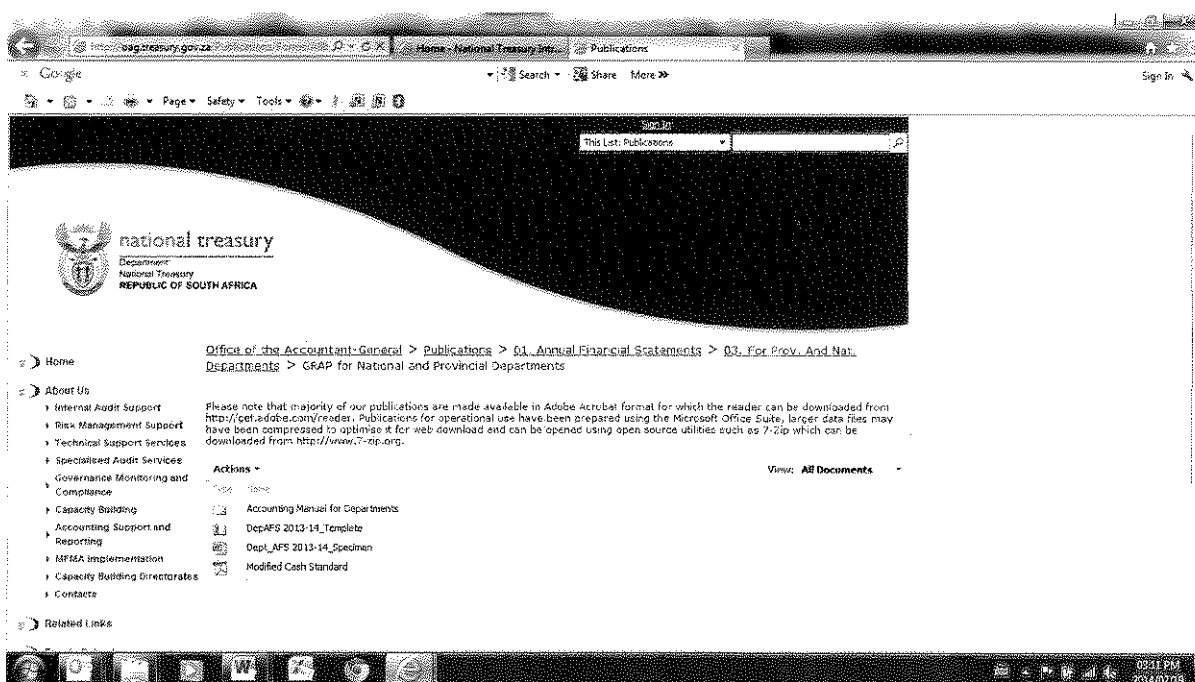 oag.treasury.gov.za
Home - National Treasury Intr...
Publications
Google
Search
Share
More >>
Sign In
Page
Safety
Tools
Sign In
This List: Publications
national treasury
Department:
National Treasury
REPUBLIC OF SOUTH AFRICA
Home
About Us
Internal Audit Support
Risk Management Support
Technical Support Services
Specialised Audit Services
Governance Monitoring and
Compliance
Capacity Building
Accounting Support and
Reporting
MFMA Implementation
Capacity Building Directorates
Contacts
Related Links
Office of the Accountant-General > Publications > 01. Annual Financial Statements > 03. For Prov. And Nat.
Departments > GRAP for National and Provincial Departments
Please note that majority of our publications are made available in Adobe Acrobat format for which the reader can be downloaded from
http://get.adobe.com/reader. Publications for operational use have been prepared using the Microsoft Office Suite, larger data files may
have been compressed to optimise it for web download and can be opened using open source utilities such as 7-Zip which can be
downloaded from http://www.7-zip.org.
Actions
View: All Documents
Type Name
Accounting Manual for Departments
DepAFS 2013-14_Template
Dept_AFS 2013-14_Specimen
Modified Cash Standard
03:11 PM